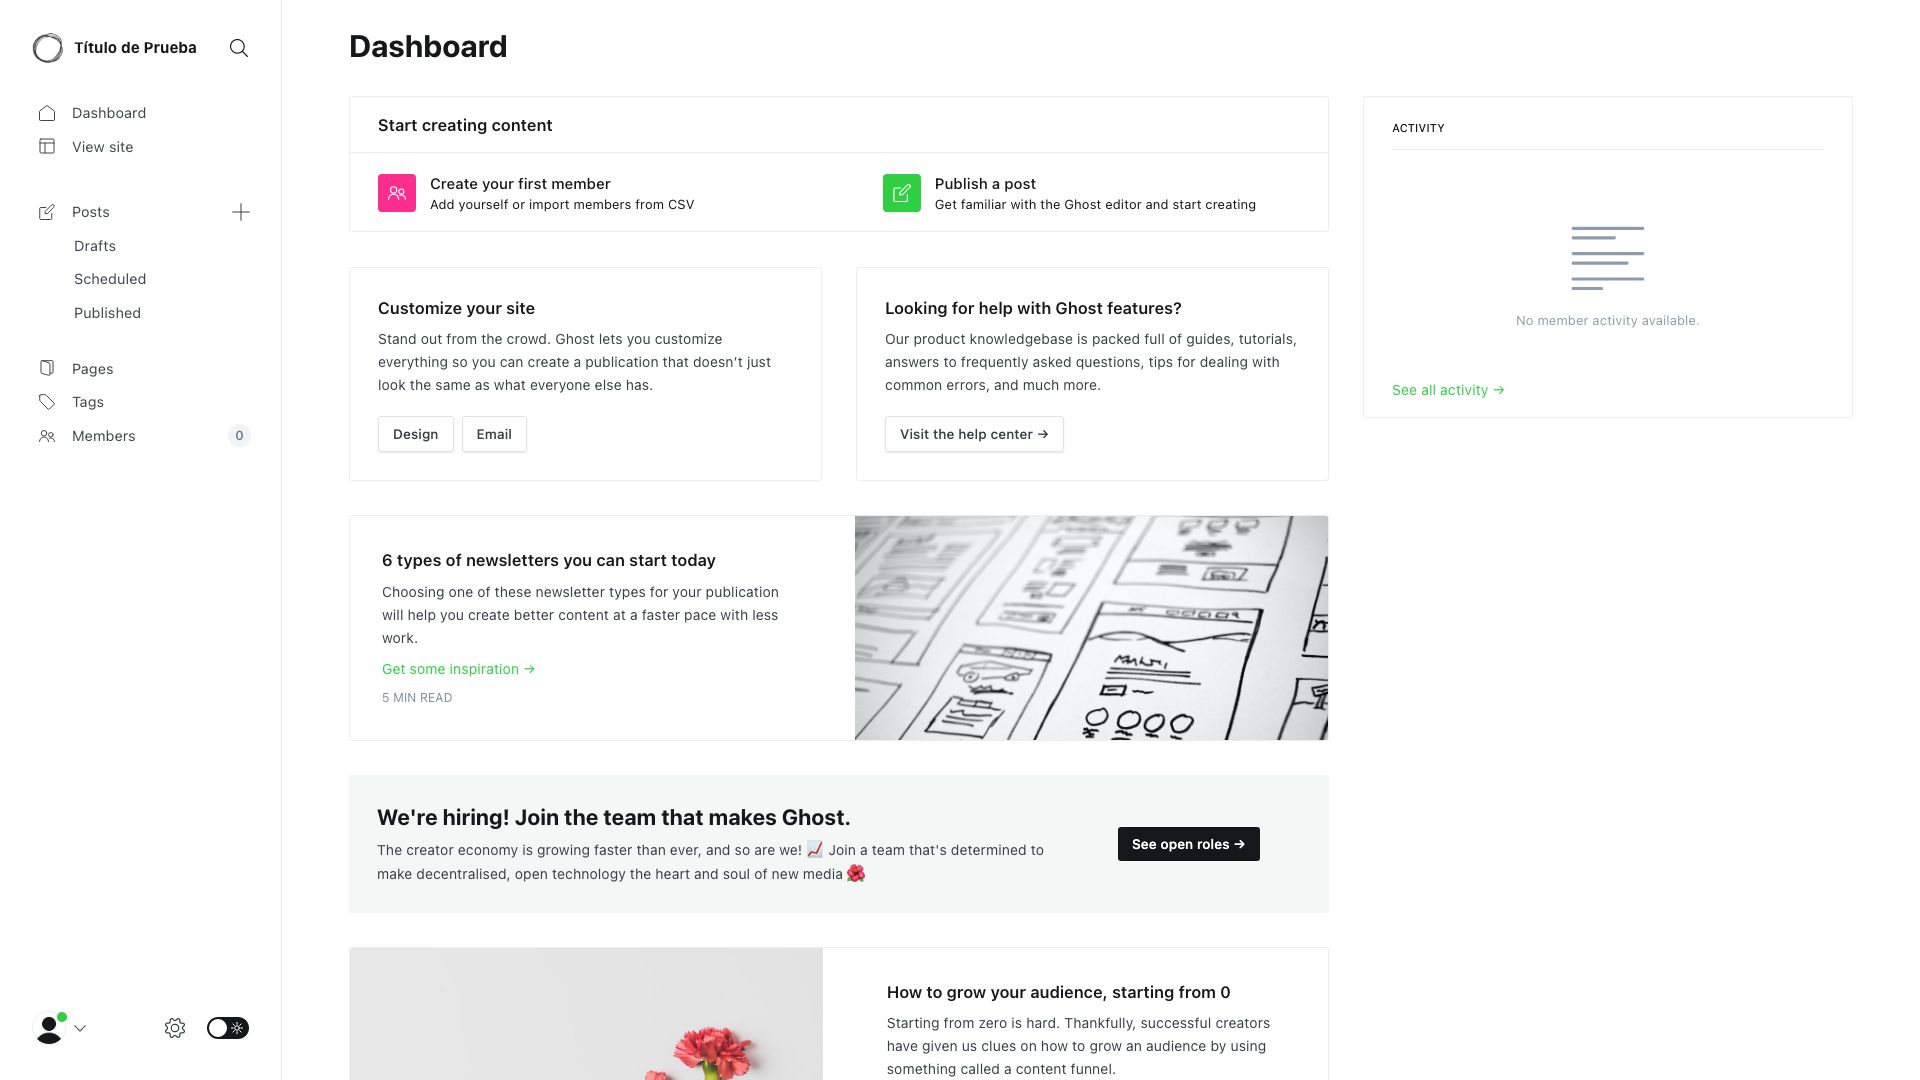 Título de Prueba
Dashboard
View site
Posts
Drafts
Scheduled
Published
Pages
Tags
Members
0
Dashboard
Start creating content
Create your first member
Add yourself or import members from CSV
Publish a post
Get familiar with the Ghost editor and start creating
Customize your site
Stand out from the crowd. Ghost lets you customize
everything so you can create a publication that doesn’t just
look the same as what everyone else has.
Design
Email
Looking for help with Ghost features?
Our product knowledgebase is packed full of guides, tutorials,
answers to frequently asked questions, tips for dealing with
common errors, and much more.
Visit the help center →
6 types of newsletters you can start today
Choosing one of these newsletter types for your publication
will help you create better content at a faster pace with less
work.
Get some inspiration →
5 MIN READ
We're hiring! Join the team that makes Ghost.
The creator economy is growing faster than ever, and so are we! 📈 Join a team that's determined to
make decentralised, open technology the heart and soul of new media 🌺
See open roles →
How to grow your audience, starting from 0
Starting from zero is hard. Thankfully, successful creators
have given us clues on how to grow an audience by using
something called a content funnel.
ACTIVITY
No member activity available.
See all activity →